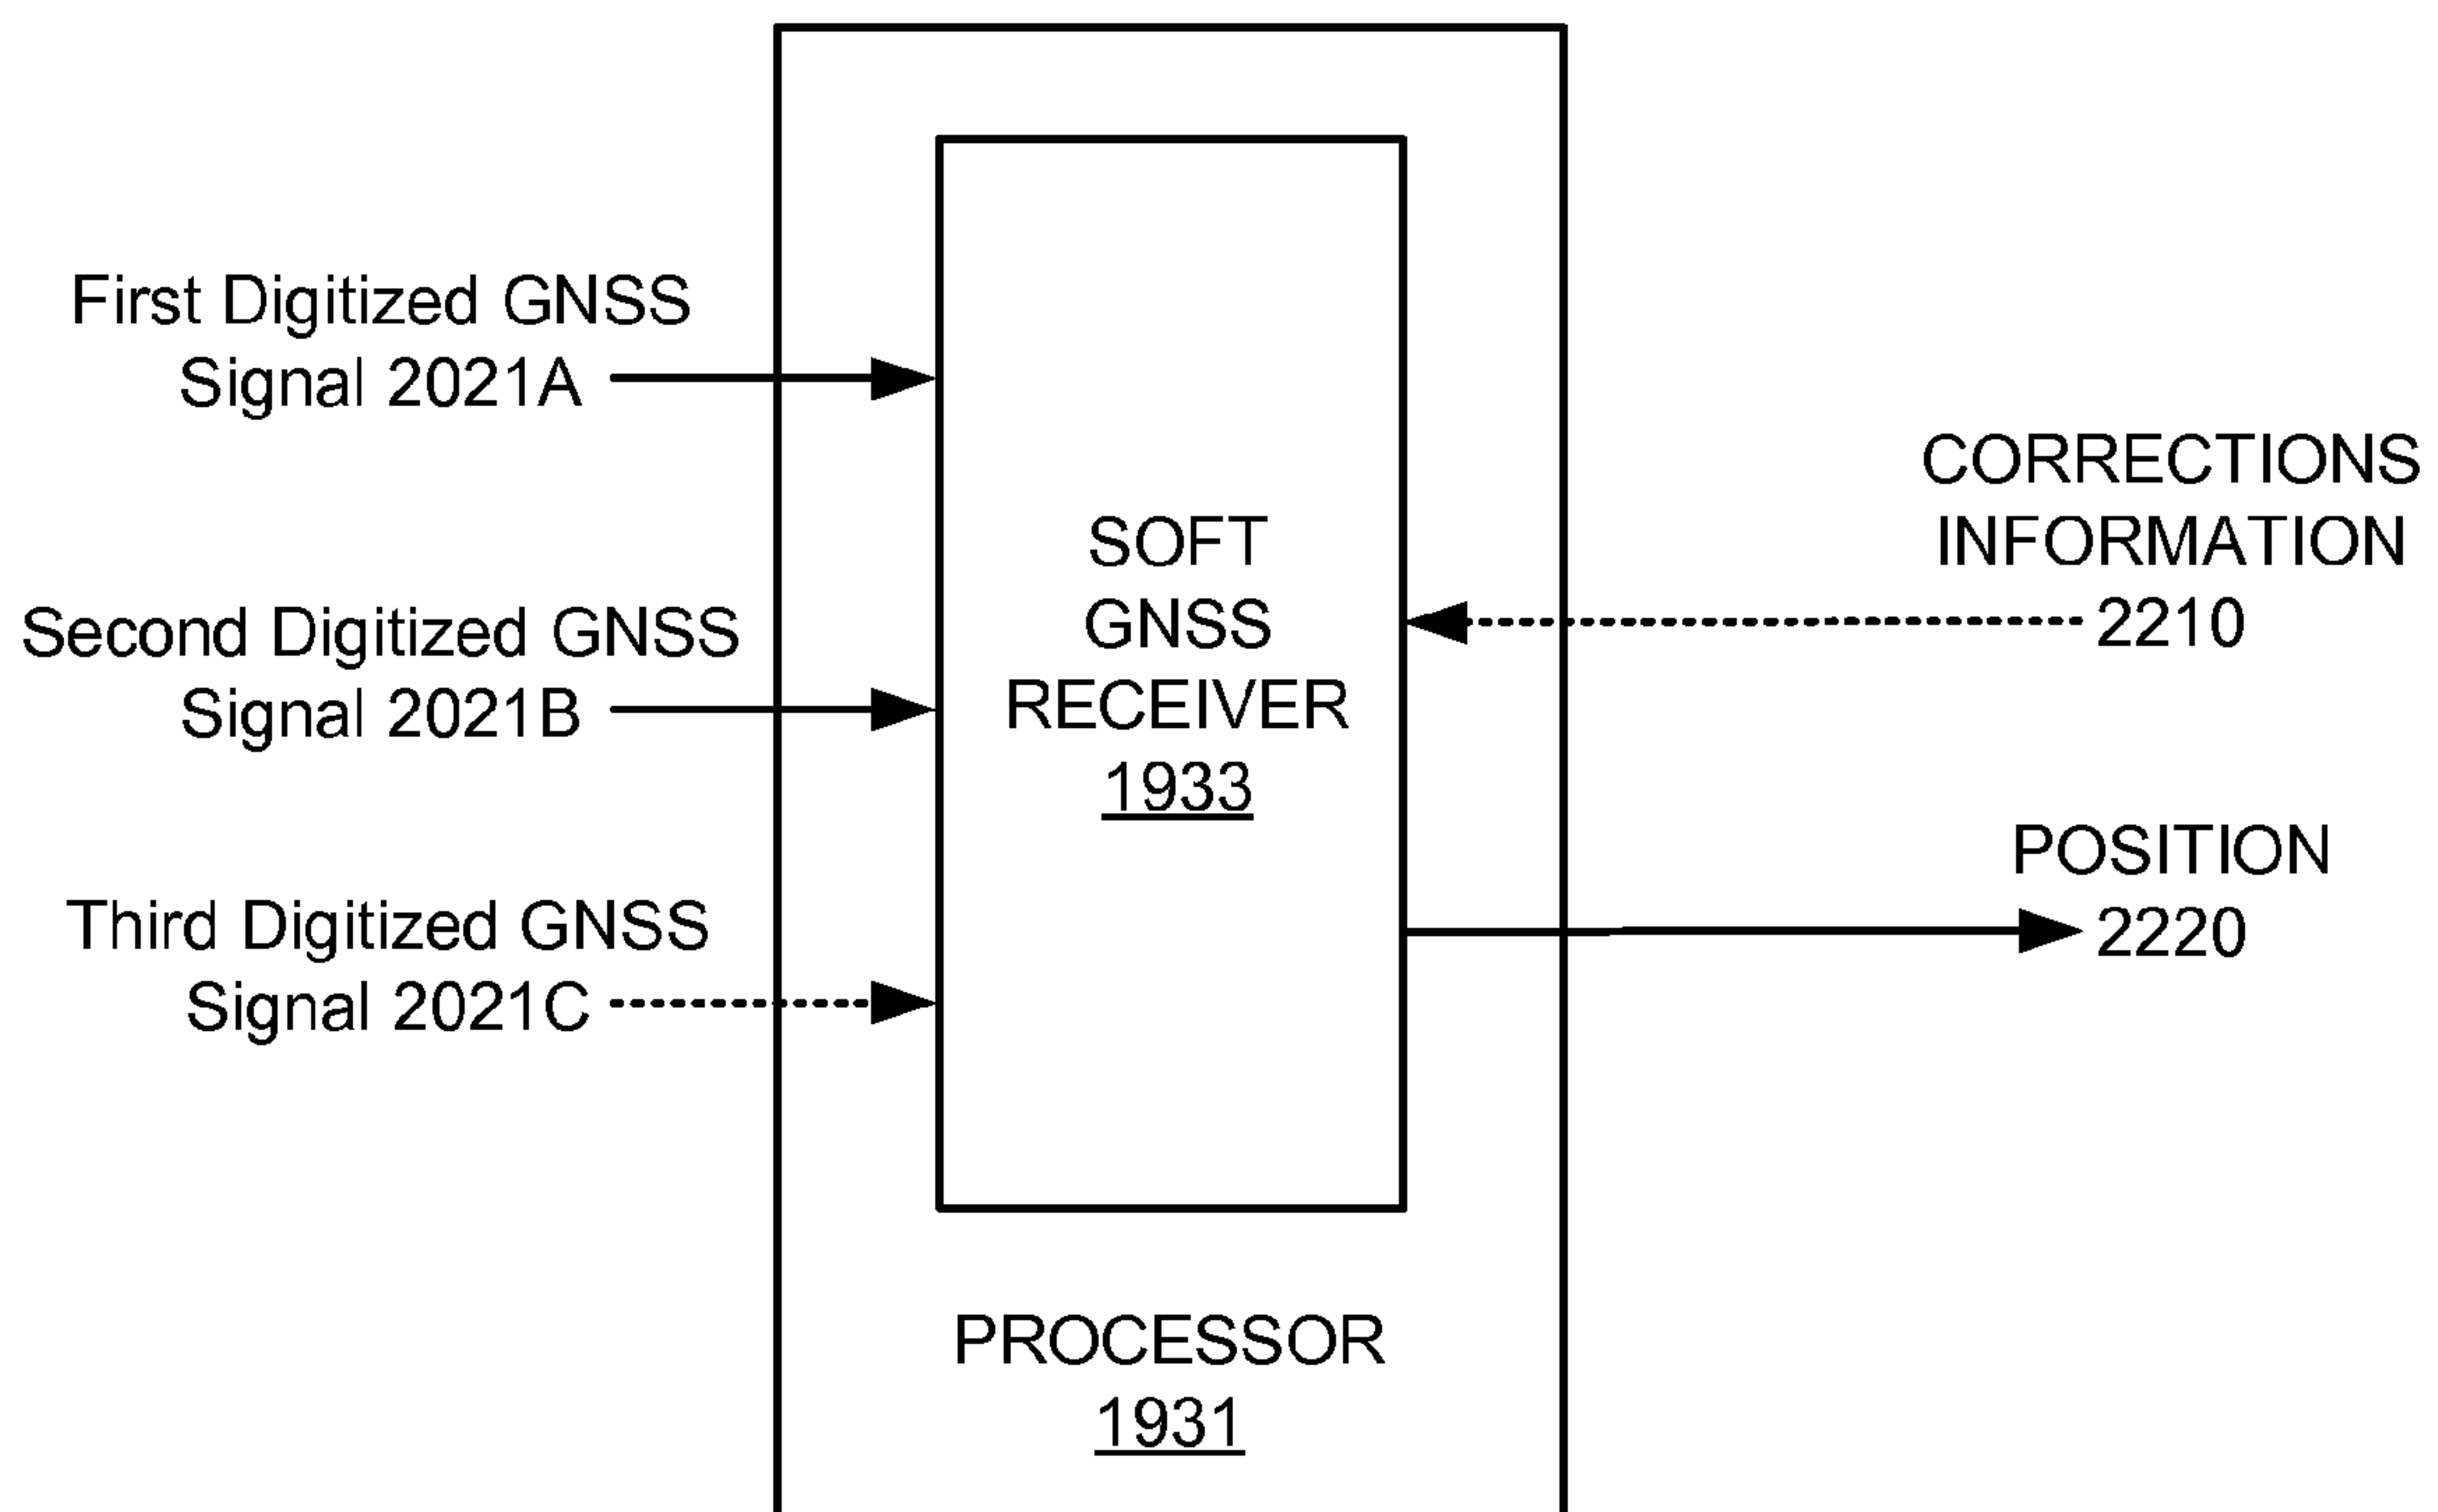 First Digitized GNSS
Signal 2021A
Second Digitized GNSS
Signal 2021B
Third Digitized GNSS
Signal 2021C
SOFT
GNSS
RECEIVER
1933
PROCESSOR
1931
CORRECTIONS
INFORMATION
2210
POSITION
2220